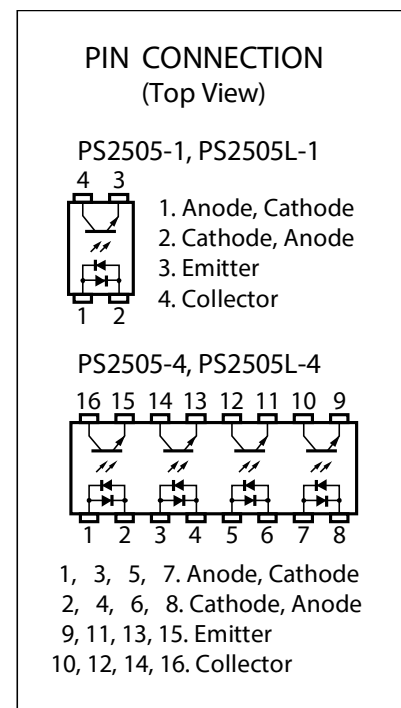 PIN CONNECTION
(Top View)
PS2505-1, PS2505L-1
4 3
1. Anode, Cathode
2. Cathode, Anode
3. Emitter
4. Collector
1 2
PS2505-4, PS2505L-4
16 15 14 13 12 11 10 9
1 2 3 4 5 6 7 8
1, 3, 5, 7. Anode, Cathode
2, 4, 6, 8. Cathode, Anode
9, 11, 13, 15. Emitter
10, 12, 14, 16. Collector